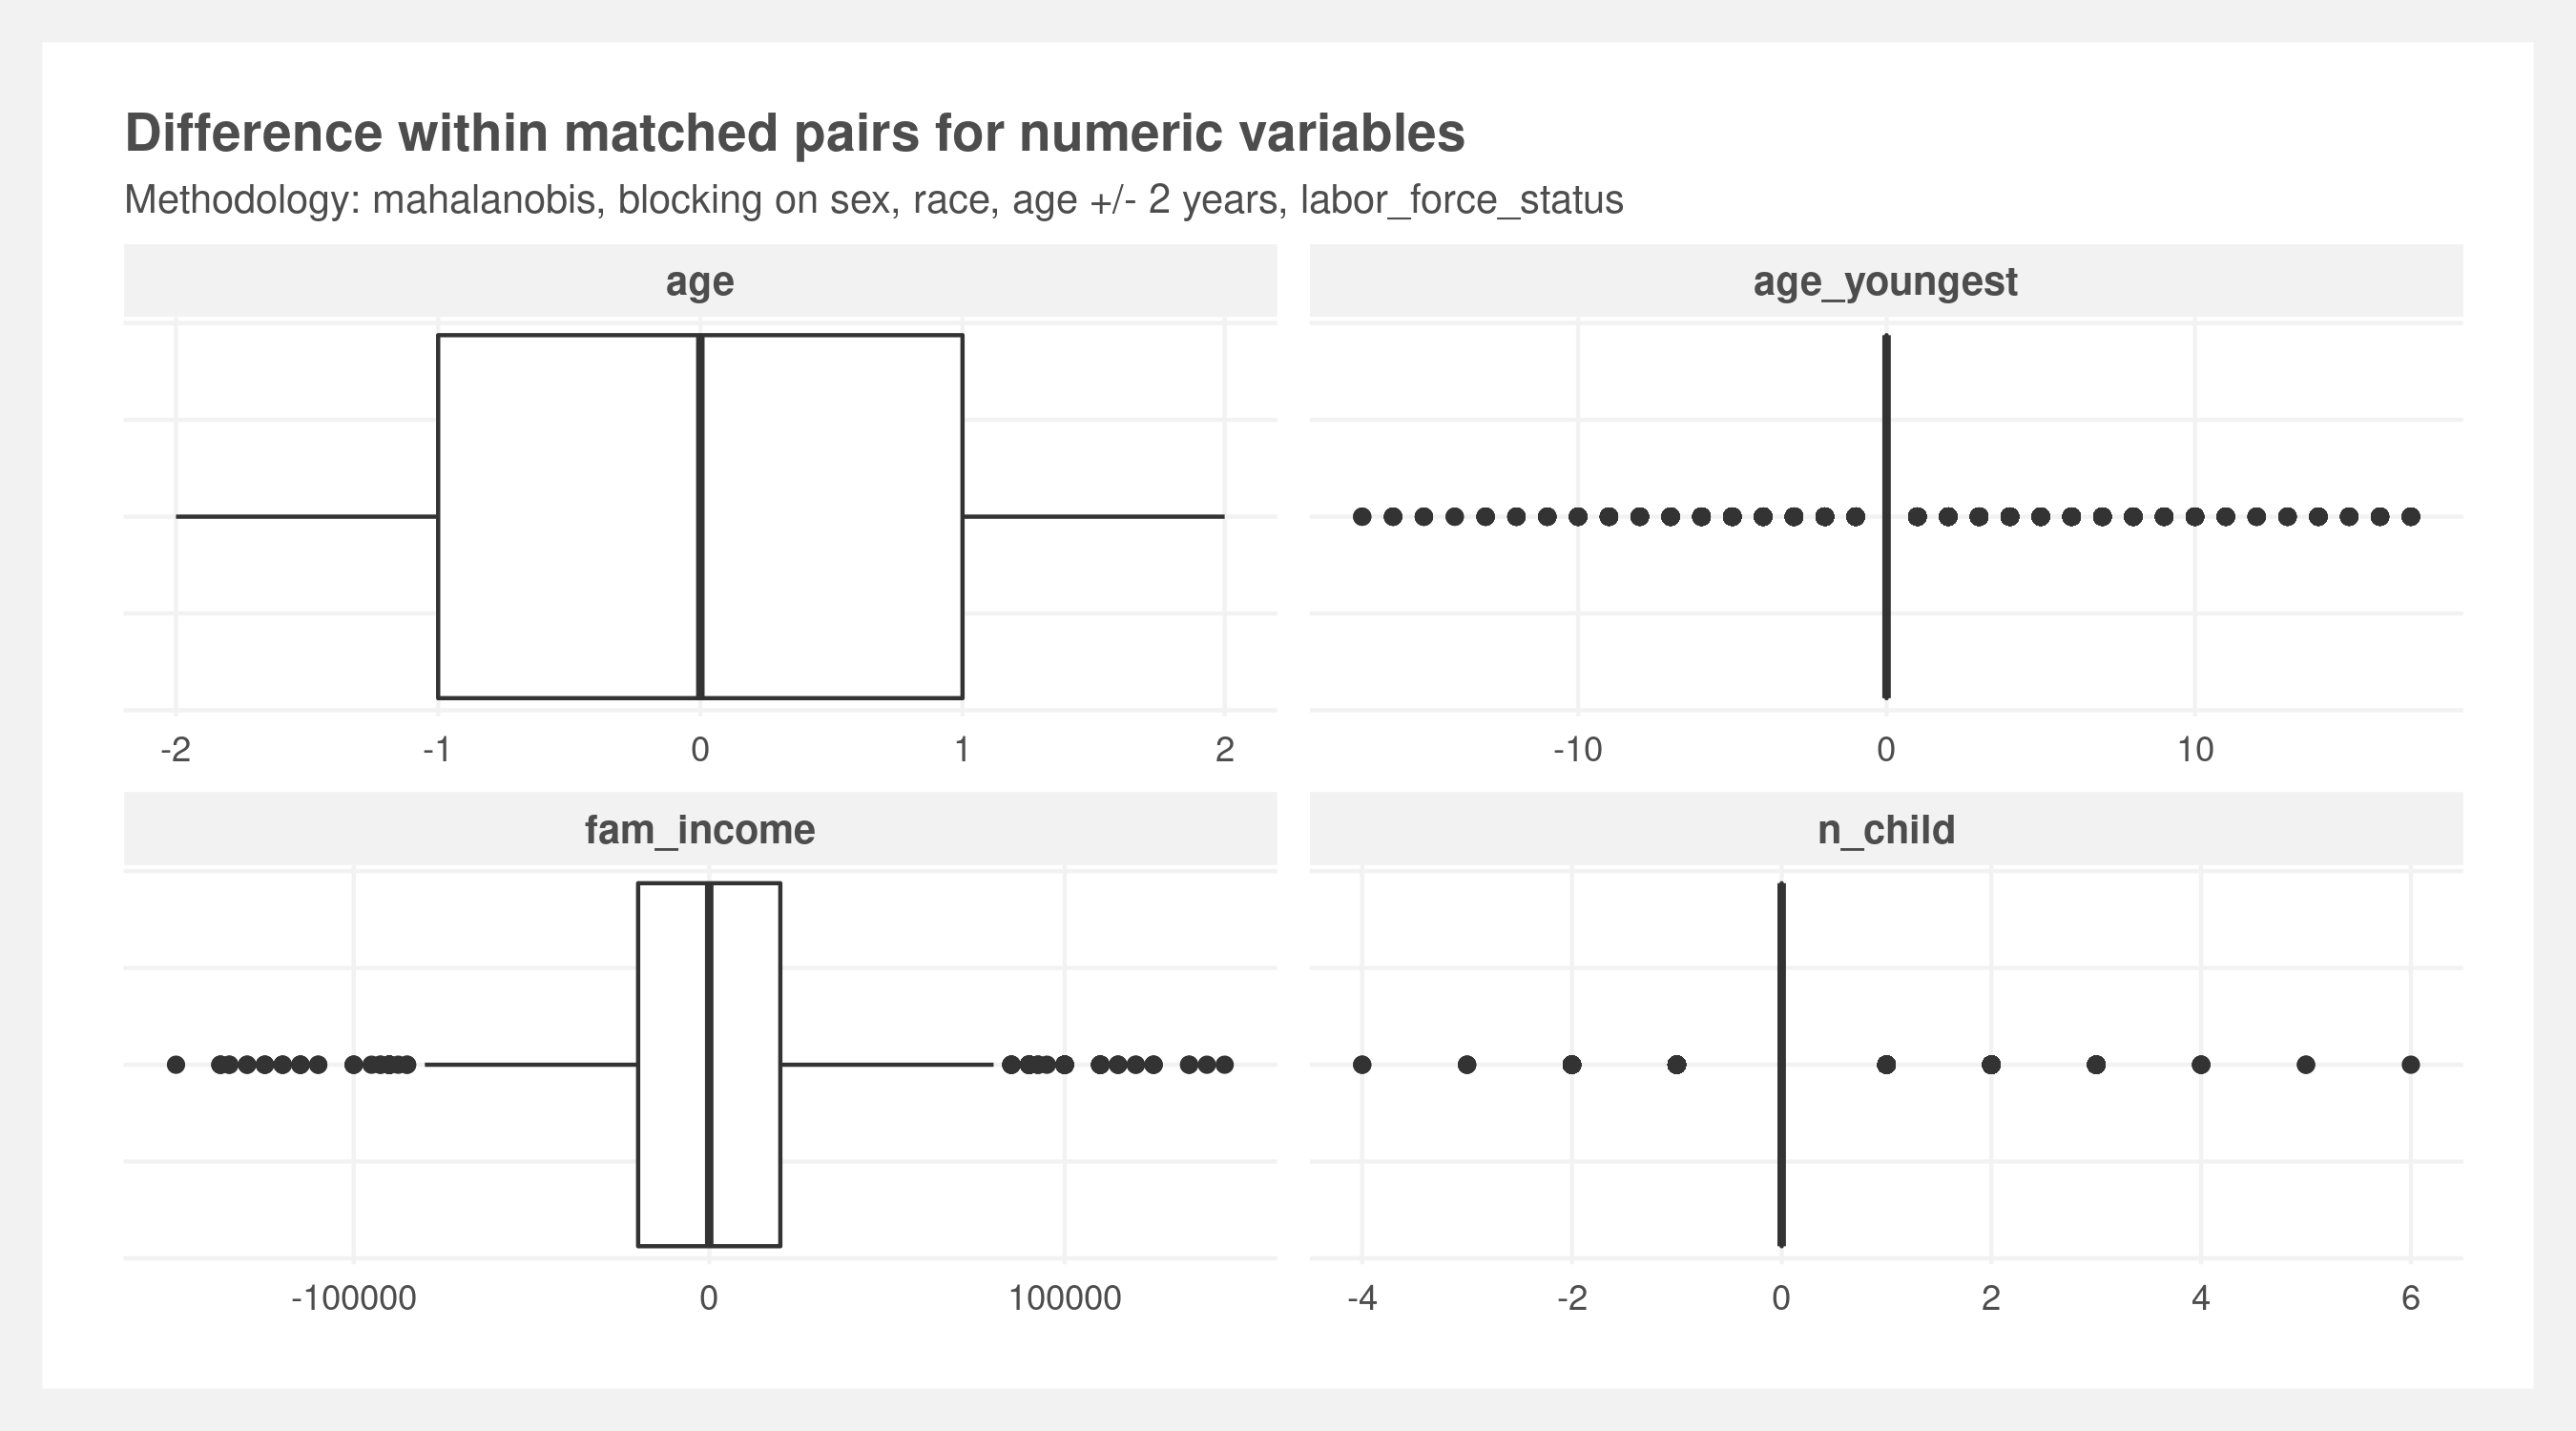 Difference within matched pairs for numeric variables
Methodology: mahalanobis, blocking on sex, race, age +/- 2 years, labor_force_status
age
age_youngest
-2 -1 0 1 2
-10 0 10
fam_income
n_child
-100000 0 100000
-4 -2 0 2 4 6